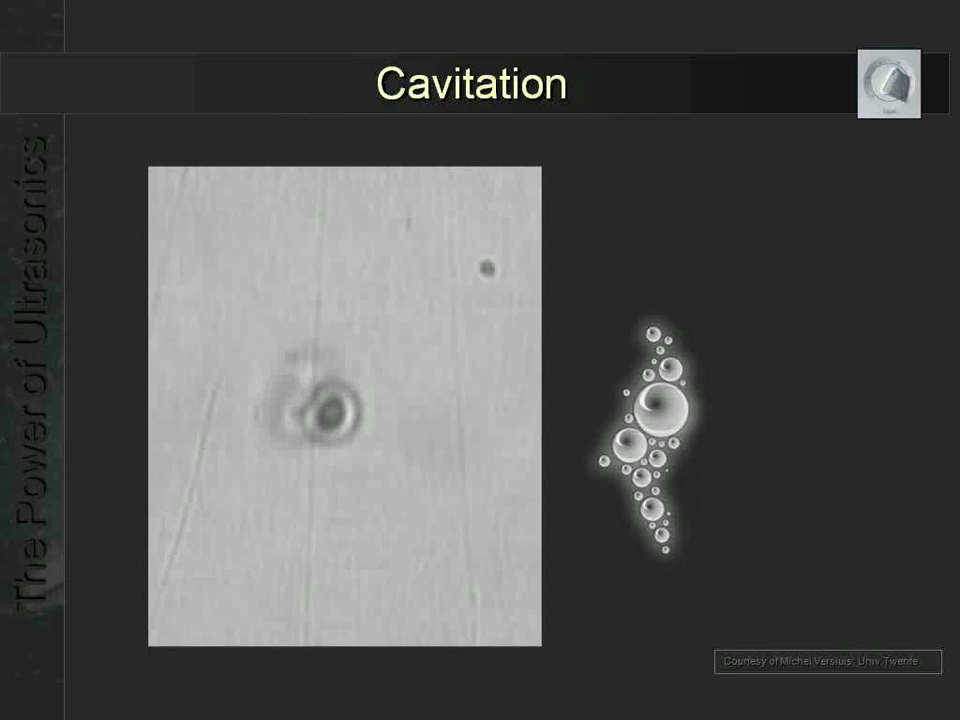 Cavitation
The Power of Ultrasonics
Courtesy of Michel Versluis; Univ. Twente